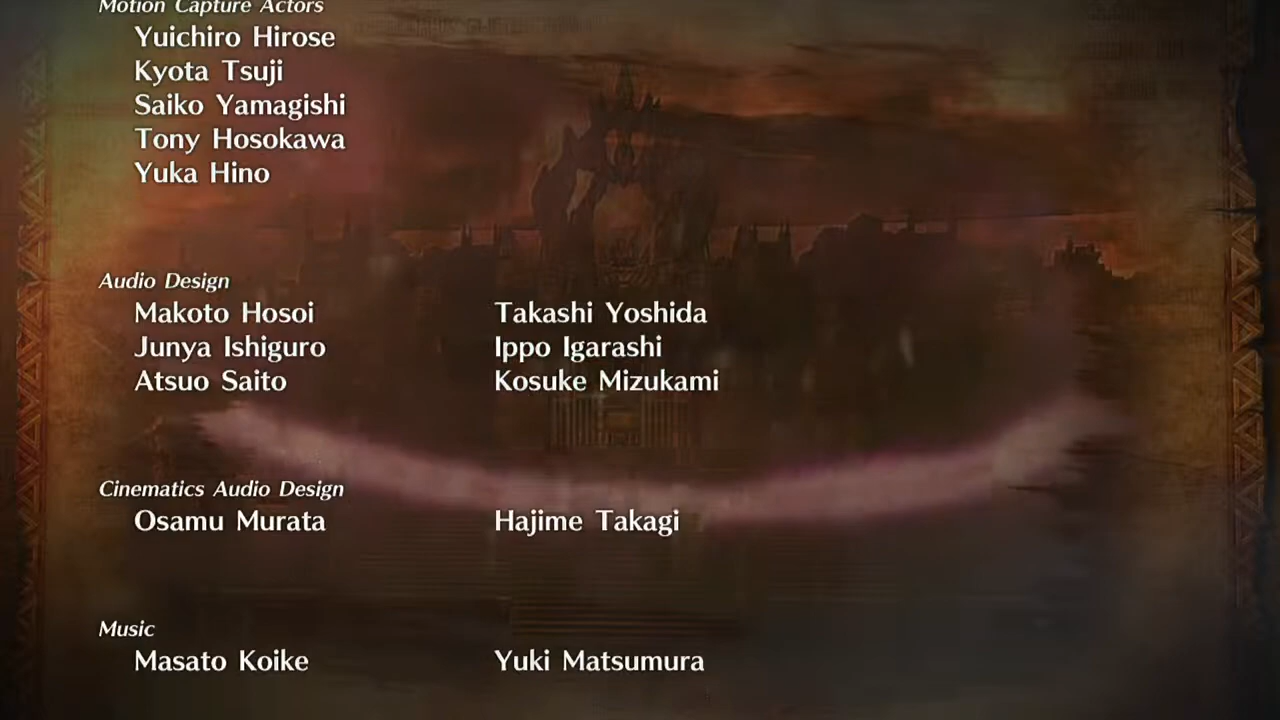 Motion Capture Actors
Yuichiro Hirose
Kyota Tsuji
Saiko Yamagishi
Tony Hosokawa
Yuka Hino
Audio Design
Makoto Hosoi Takashi Yoshida
Junya Ishiguro Ippo Igarashi
Atsuo Saito Kosuke Mizukami
Cinematics Audio Design
Osamu Murata Hajime Takagi
Music
Masato Koike Yuki Matsumura